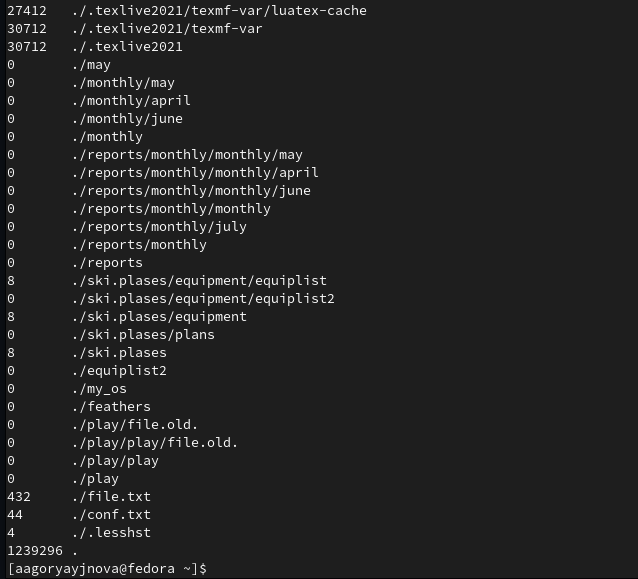 27412   ./.texlive2021/texmf-var/luatex-cache
30712   ./.texlive2021/texmf-var
30712   ./.texlive2021
0       ./may
0       ./monthly/may
0       ./monthly/april
0       ./monthly/june
0       ./monthly
0       ./reports/monthly/monthly/may
0       ./reports/monthly/monthly/april
0       ./reports/monthly/monthly/june
0       ./reports/monthly/monthly
0       ./reports/monthly/july
0       ./reports/monthly
0       ./reports
8       ./ski.plases/equipment/equiplist
0       ./ski.plases/equipment/equiplist2
8       ./ski.plases/equipment
0       ./ski.plases/plans
8       ./ski.plases
0       ./equiplist2
0       ./my_os
0       ./feathers
0       ./play/file.old.
0       ./play/play/file.old.
0       ./play/play
0       ./play
432     ./file.txt
44      ./conf.txt
4       ./.lesshst
1239296 .
[aagoryayjnova@fedora ~]$